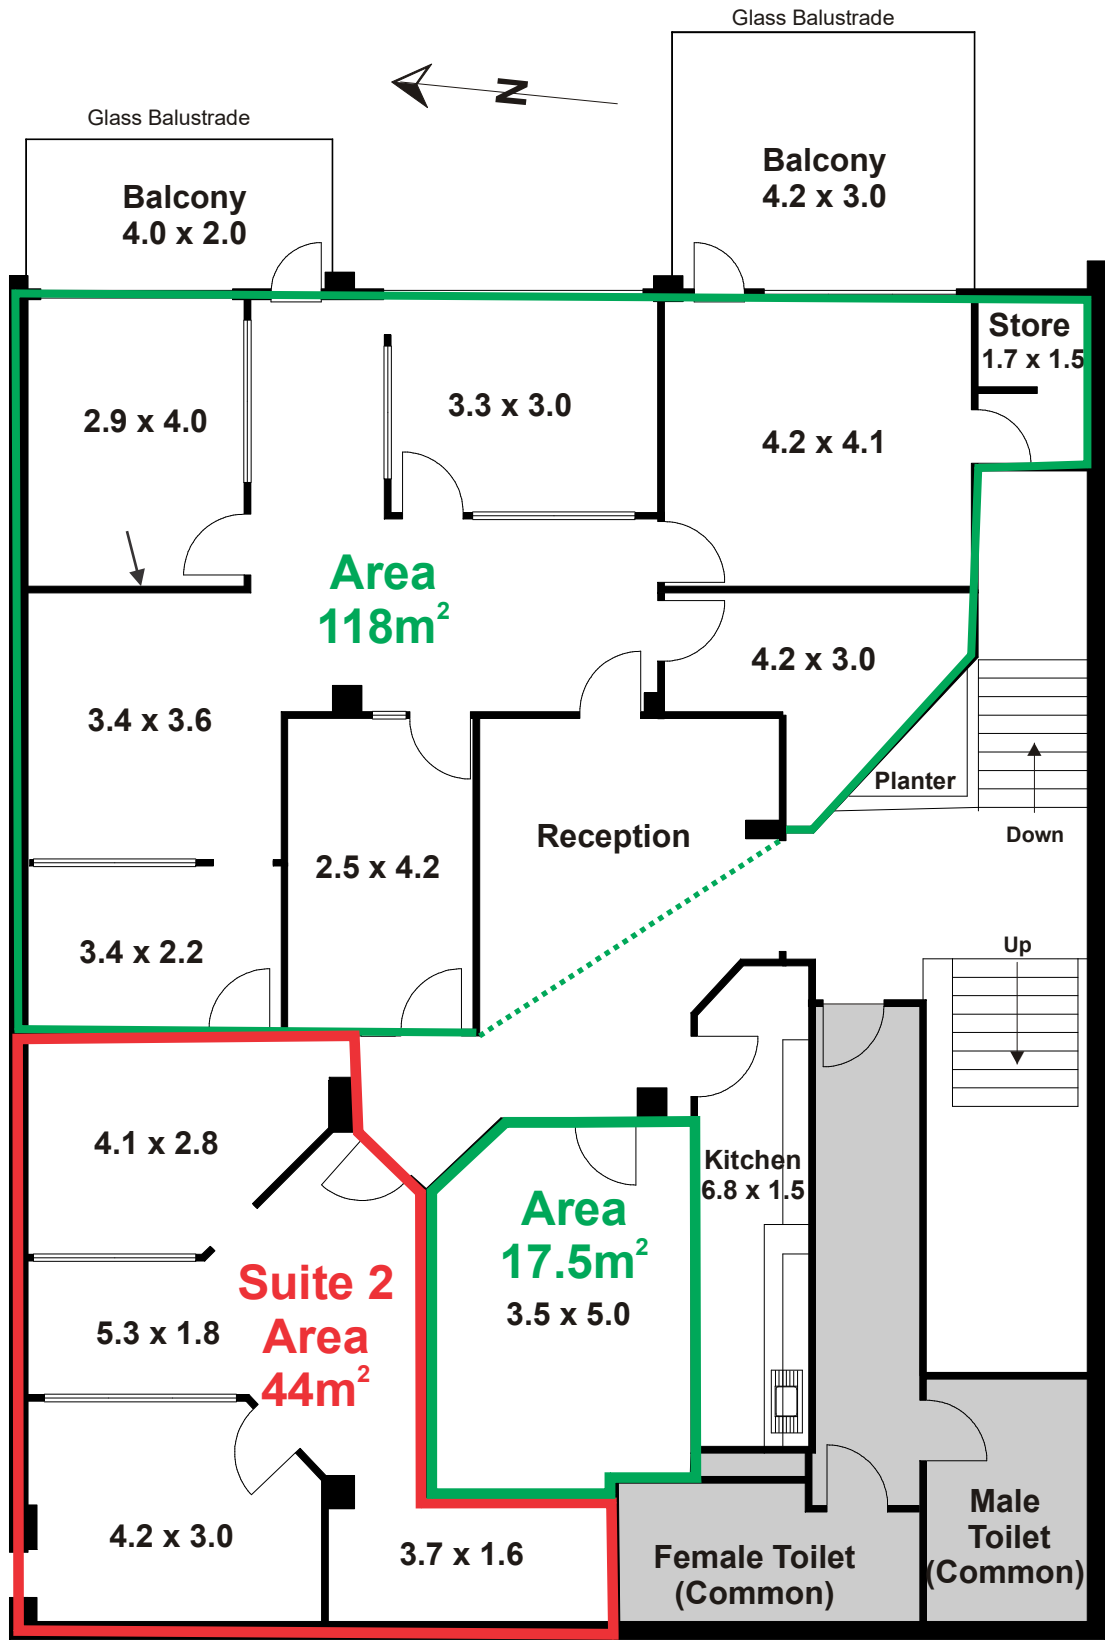 Glass Balustrade
N
Glass Balustrade
Balcony
4.2 x 3.0
Balcony
4.0 x 2.0
Store
1.7 x 1.5
2.9 x 4.0
3.3 x 3.0
4.2 x 4.1
Area
118m²
4.2 x 3.0
3.4 x 3.6
Planter
Reception
Down
2.5 x 4.2
3.4 x 2.2
Up
4.1 x 2.8
Kitchen
6.8 x 1.5
Area
17.5m²
3.5 x 5.0
Suite 2
Area
44m²
5.3 x 1.8
4.2 x 3.0
3.7 x 1.6
Female Toilet
(Common)
Male
Toilet
(Common)